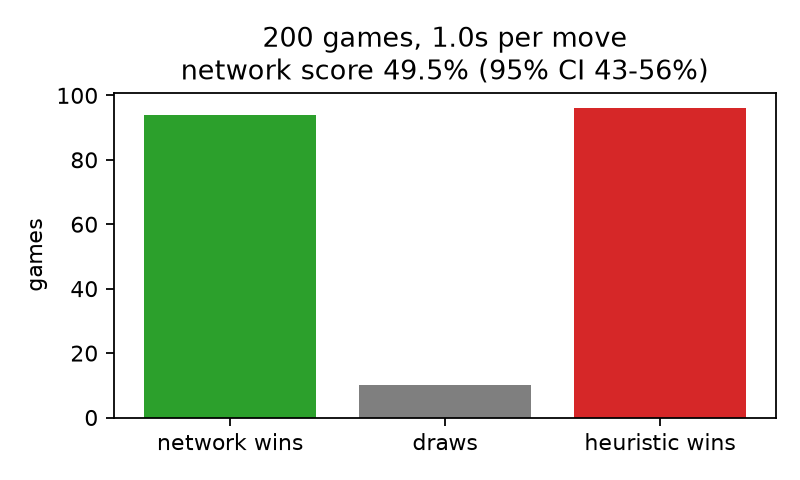 200 games, 1.0s per move
network score 49.5% (95% CI 43-56%)
100
80
60
40
20
0
games
network wins
draws
heuristic wins